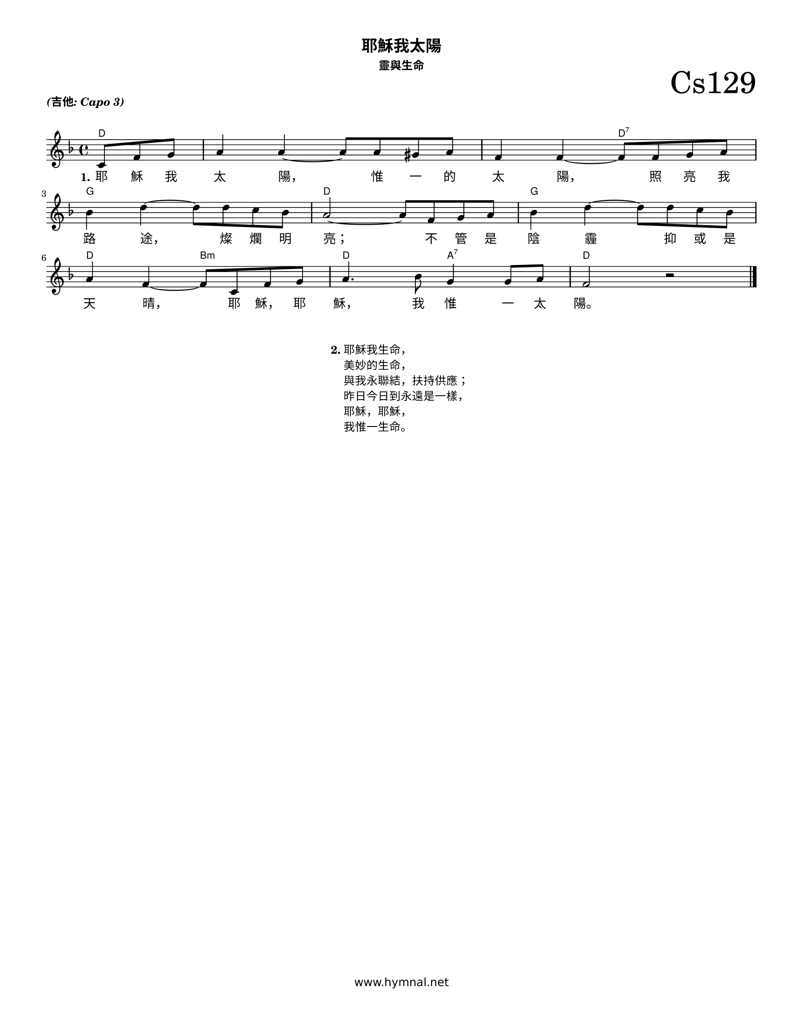 耶穌我太陽
靈與生命
Cs129
(吉他: Capo 3)
D D7
1. 耶 穌 我 太 陽， 惟 一 的 太 陽， 照 亮 我
3 G D G
路 途， 燦 爛 明 亮； 不 管 是 陰 霾 抑 或 是
6 D Bm D A7 D
天 晴， 耶 穌， 耶 穌， 我 惟 一 太 陽。
2. 耶穌我生命，
美妙的生命，
與我永聯結，扶持供應；
昨日今日到永遠是一樣，
耶穌，耶穌，
我惟一生命。
www.hymnal.net